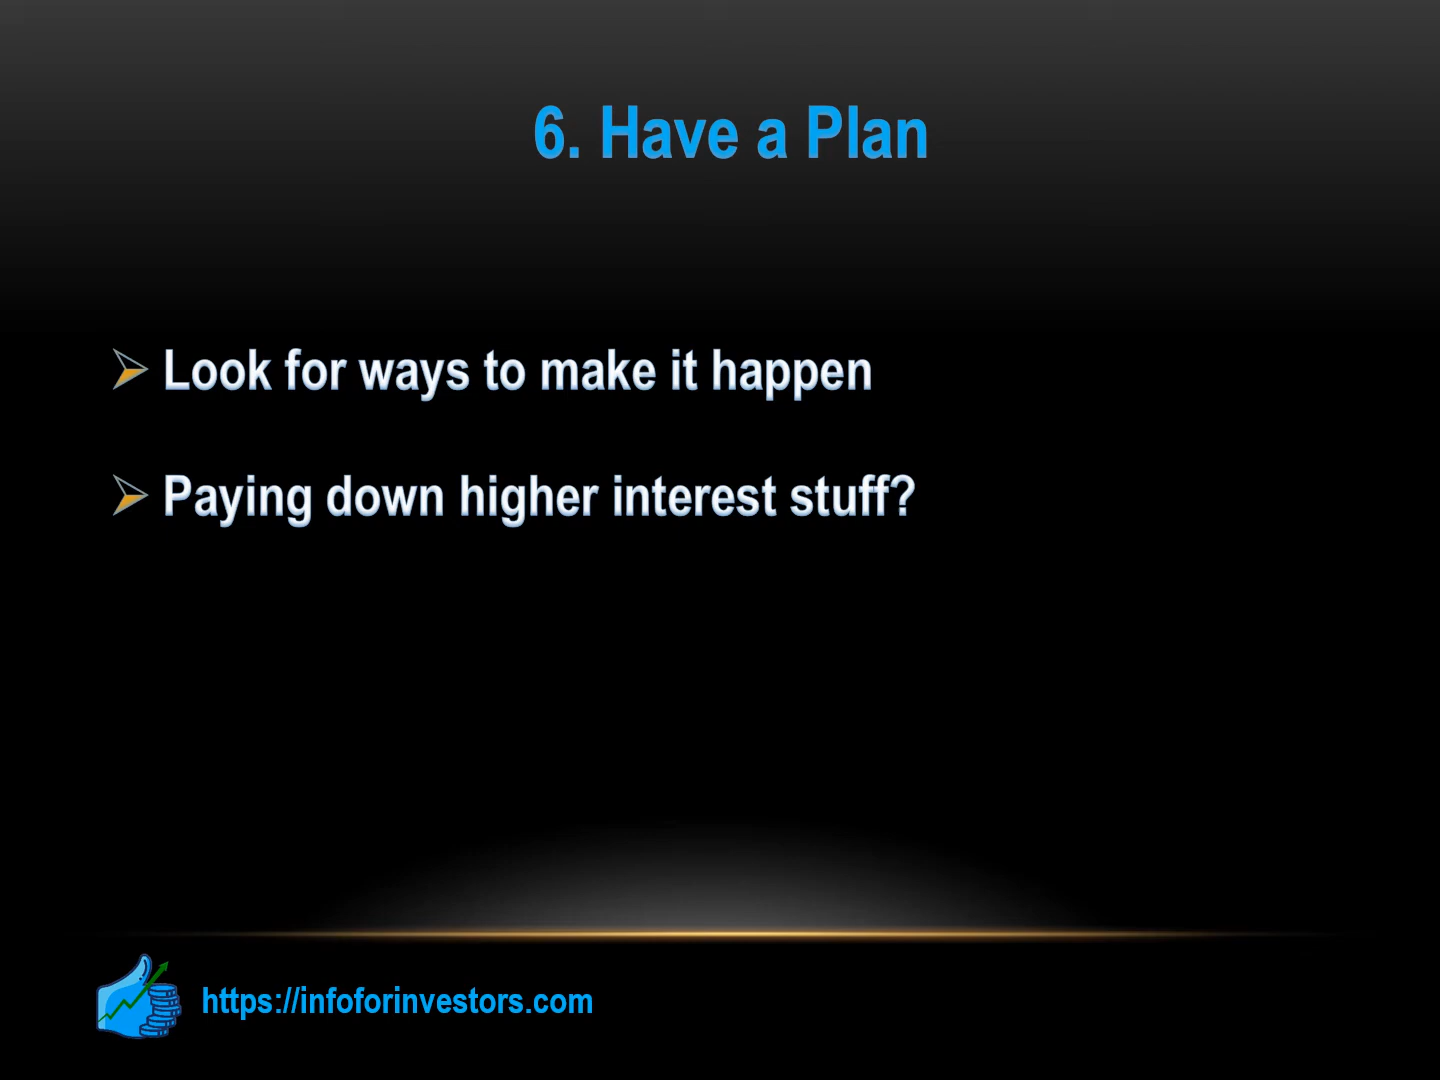 6. Have a Plan
Look for ways to make it happen
Paying down higher interest stuff?
https://infoforinvestors.com